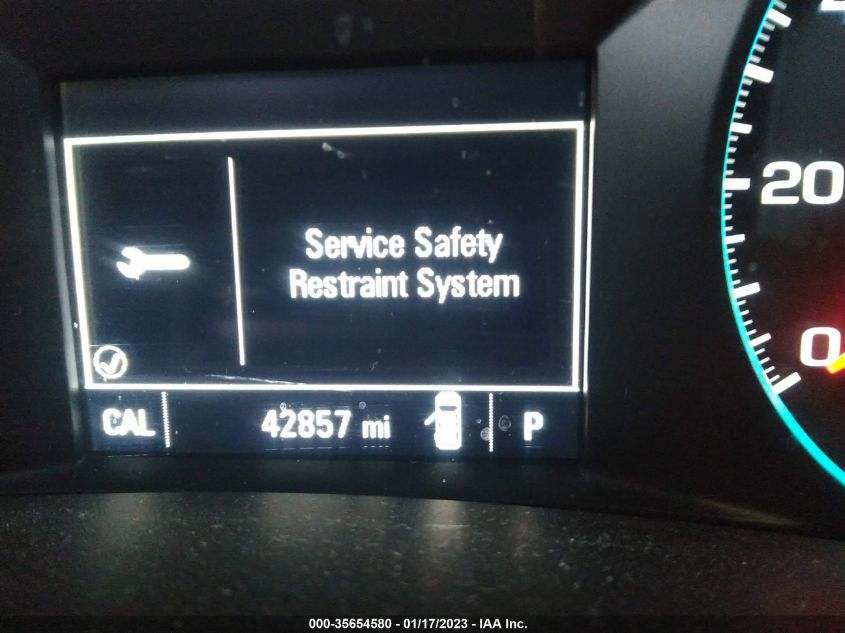 Service Safety
Restraint System
CAL 42857 mi P
20
0
000-35654580 - 01/17/2023 - IAA Inc.